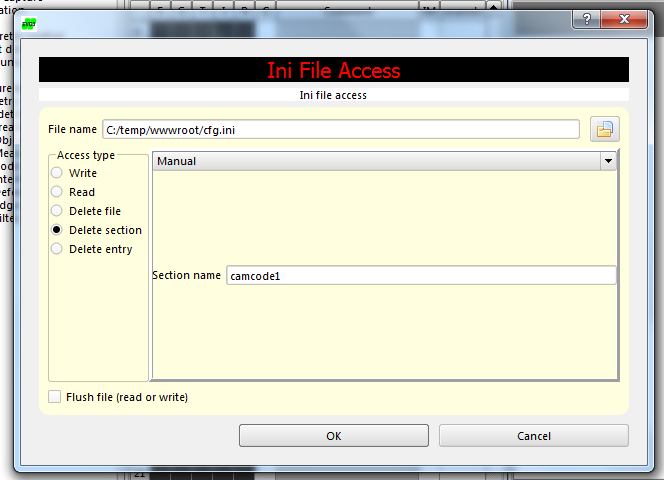 Ini File Access
Ini file access
File name C:/temp/wwwroot/cfg.ini
Access type
Write
Read
Delete file
Delete section
Delete entry
Manual
Section name camcode1
Flush file (read or write)
OK Cancel
21